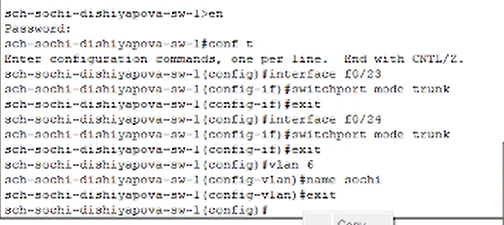 sch-sochi-dishiyapova-sw-1>en
Password:
sch-sochi-dishiyapova-sw-1#conf t
Enter configuration commands, one per line.  End with CNTL/Z.
sch-sochi-dishiyapova-sw-1(config)#interface f0/23
sch-sochi-dishiyapova-sw-1(config-if)#switchport mode trunk
sch-sochi-dishiyapova-sw-1(config-if)#exit
sch-sochi-dishiyapova-sw-1(config)#interface f0/24
sch-sochi-dishiyapova-sw-1(config-if)#switchport mode trunk
sch-sochi-dishiyapova-sw-1(config-if)#exit
sch-sochi-dishiyapova-sw-1(config)#vlan 6
sch-sochi-dishiyapova-sw-1(config-vlan)#name sochi
sch-sochi-dishiyapova-sw-1(config-vlan)#exit
sch-sochi-dishiyapova-sw-1(config)#
Copy